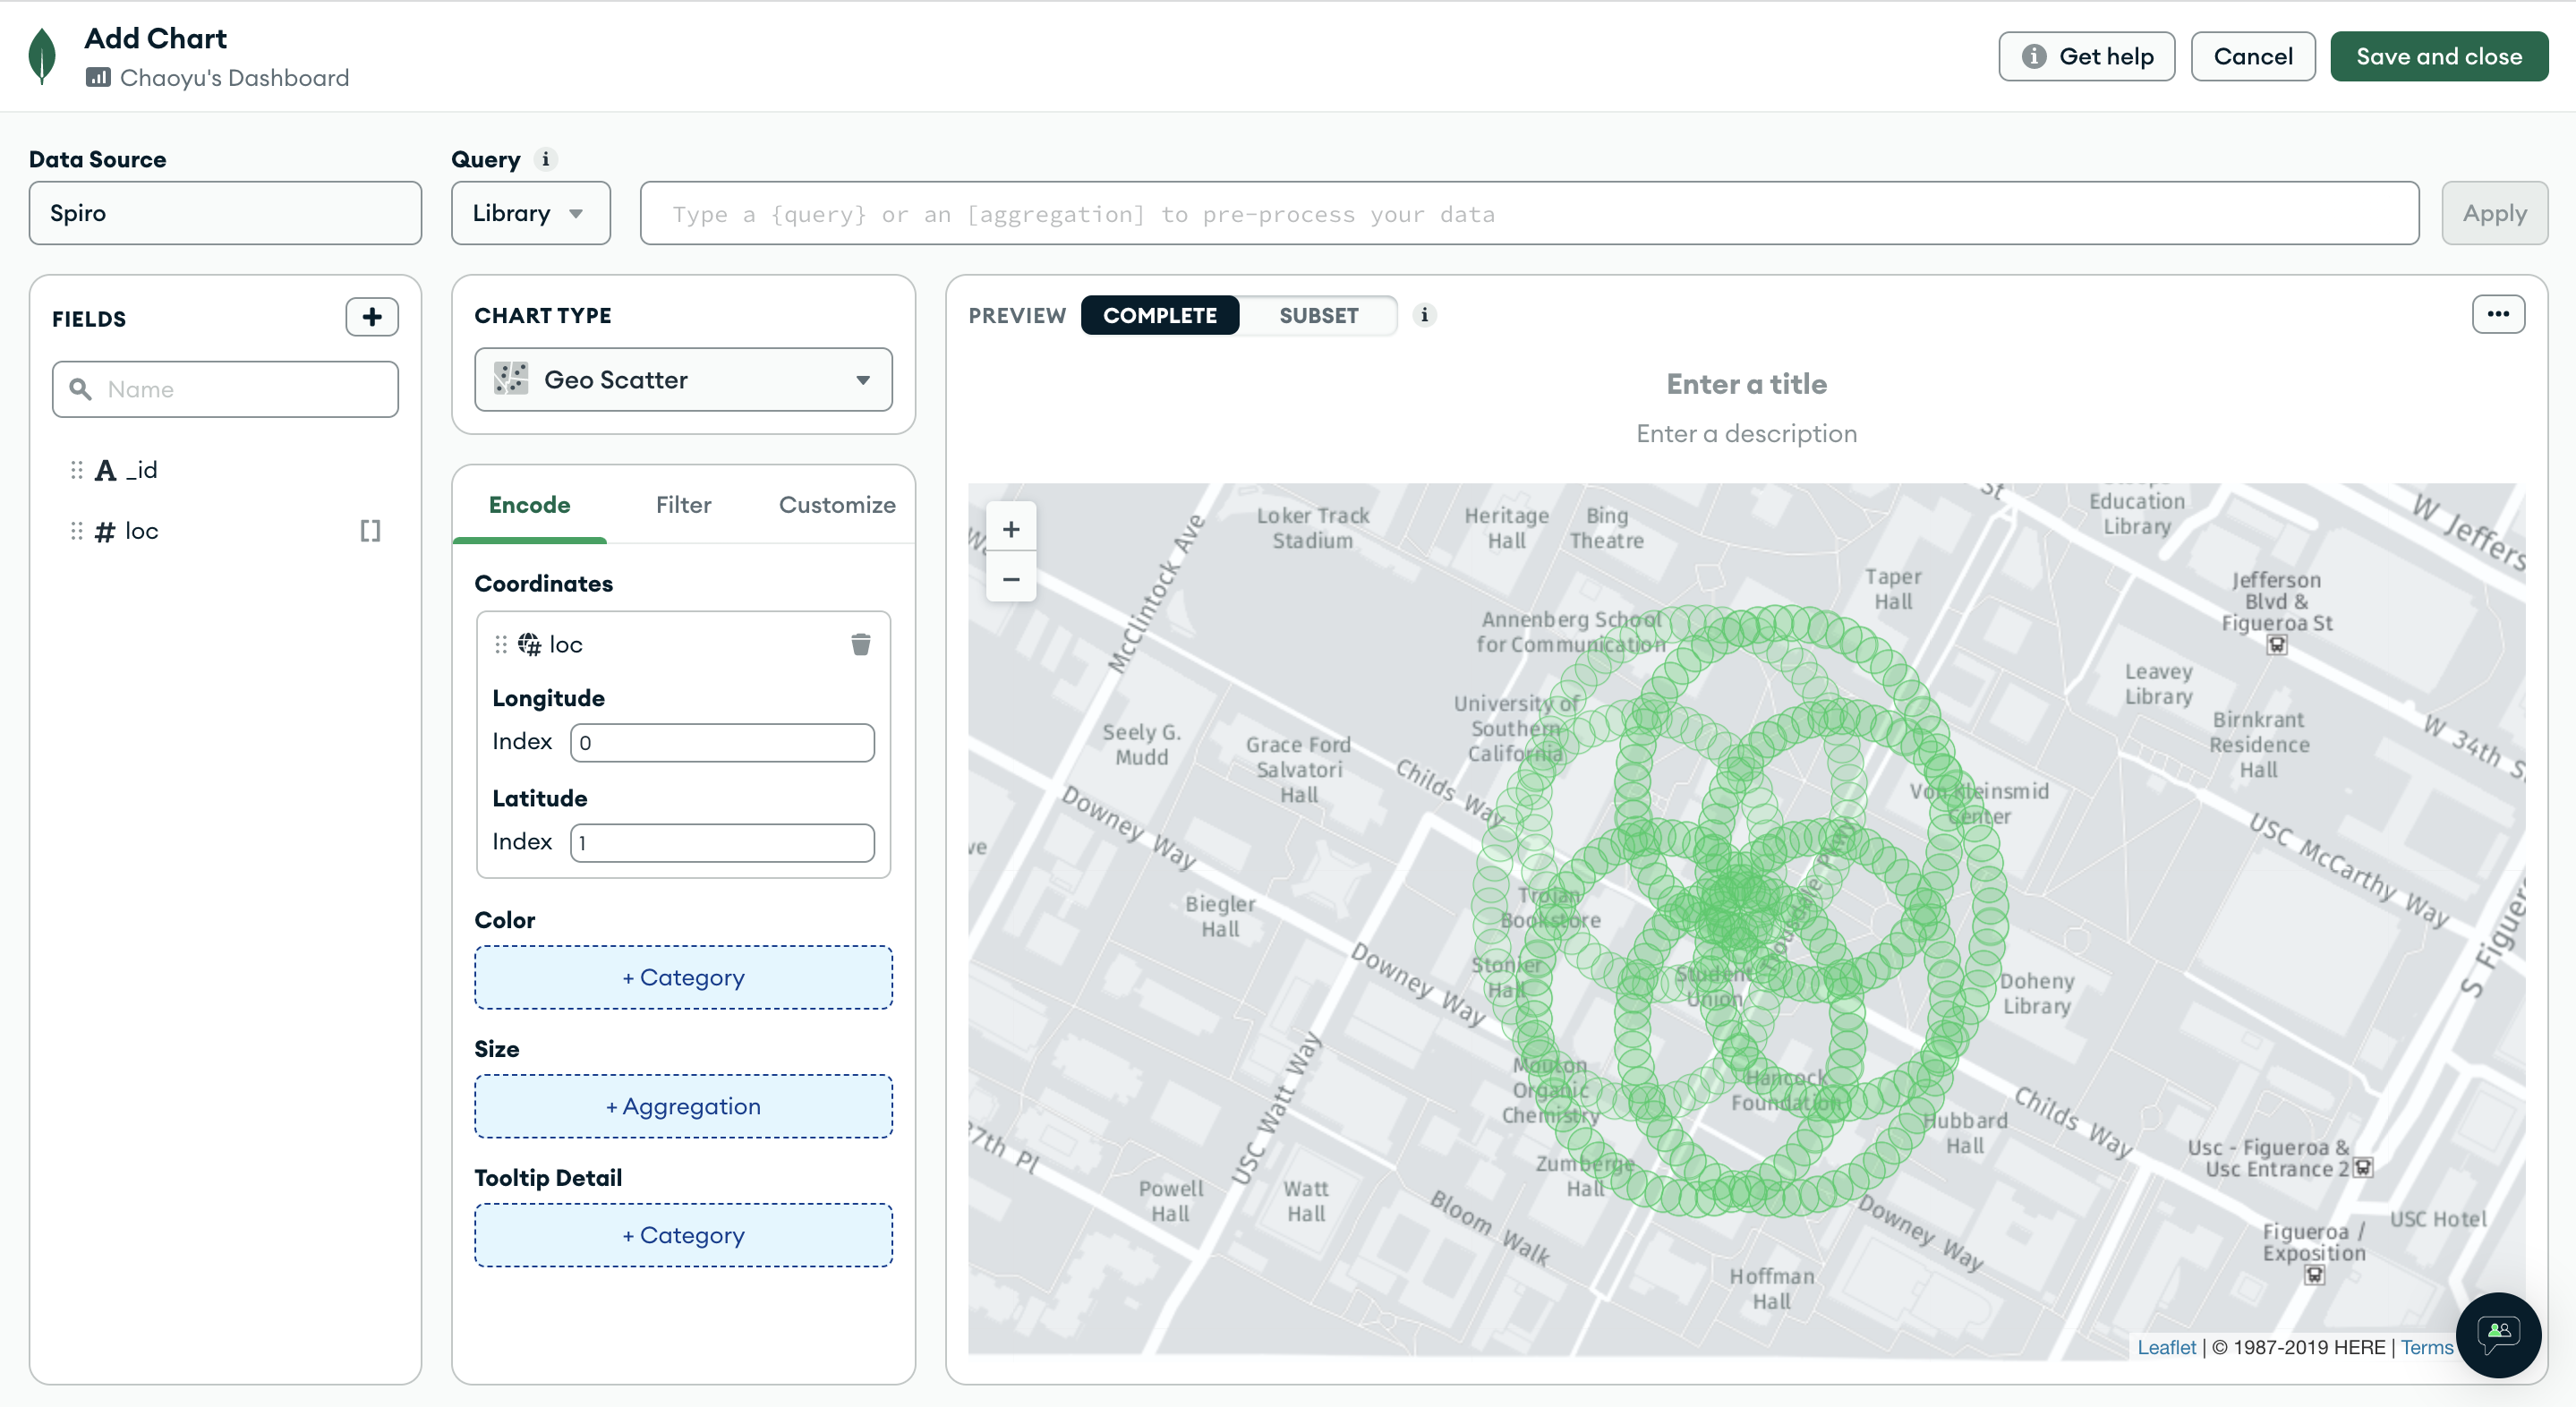 Add Chart
Chaoyu's Dashboard
Get help
Cancel
Save and close
Data Source
Query
Spiro
Library
Type a {query} or an [aggregation] to pre-process your data
Apply
FIELDS
Name
_id
# loc
[]
CHART TYPE
Geo Scatter
Encode
Filter
Customize
Coordinates
loc
Longitude
Index
0
Latitude
Index
1
Color
+ Category
Size
+ Aggregation
Tooltip Detail
+ Category
PREVIEW
COMPLETE
SUBSET
Enter a title
Enter a description
+
−
McClintock Ave
Loker Track
Stadium
Heritage
Hall
Bing
Theatre
St
Education
Library
W Jeffers
Taper
Hall
Jefferson
Blvd &
Figueroa St
Annenberg School
for Communication
Leavey
Library
University of
Southern
California
Seely G.
Mudd
Grace Ford
Salvatori
Hall
Childs Way
Birnkrant
Residence
Hall
W 34th S
Von Kleinsmid
Center
Downey Way
USC McCarthy Way
Biegler
Hall
Trojan
Bookstore
Trousdale Pkwy
S Figuer
Downey Way
Stonier
Hall
Student
Union
Doheny
Library
Mouton
Organic
Chemistry
Hancock
Foundation
USC Watt Way
Childs Way
Hubbard
Hall
37th Pl
Usc - Figueroa &
Usc Entrance 2
Zumberge
Hall
Powell
Hall
Watt
Hall
Bloom Walk
Downey Way
USC Hotel
Figueroa /
Exposition
Hoffman
Hall
Leaflet | © 1987-2019 HERE | Terms